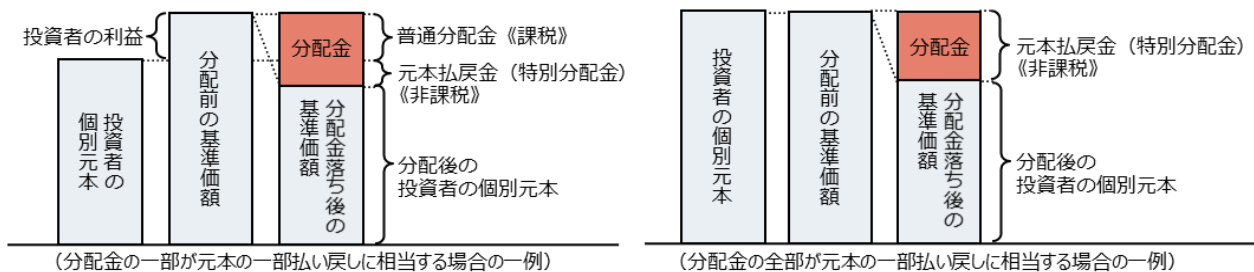 投資者の利益
投資者の
個別元本
分配前の基準価額
分配金
分配金落ち後の
基準価額
普通分配金《課税》
元本払戻金（特別分配金）
《非課税》
分配後の
投資者の個別元本
（分配金の一部が元本の一部払い戻しに相当する場合の一例）
投資者の個別元本
分配前の基準価額
分配金
分配金落ち後の
基準価額
元本払戻金（特別分配金）
《非課税》
分配後の
投資者の個別元本
（分配金の全部が元本の一部払い戻しに相当する場合の一例）